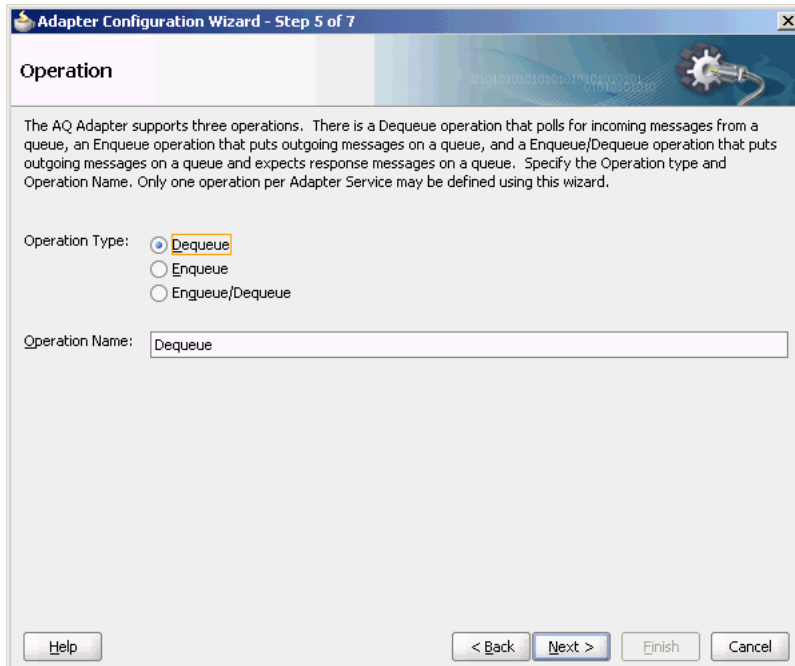 Adapter Configuration Wizard - Step 5 of 7
Operation
The AQ Adapter supports three operations. There is a Dequeue operation that polls for incoming messages from a
queue, an Enqueue operation that puts outgoing messages on a queue, and a Enqueue/Dequeue operation that puts
outgoing messages on a queue and expects response messages on a queue. Specify the Operation type and
Operation Name. Only one operation per Adapter Service may be defined using this wizard.
Operation Type: Dequeue
Enqueue
Enqueue/Dequeue
Operation Name: Dequeue
Help < Back Next > Finish Cancel